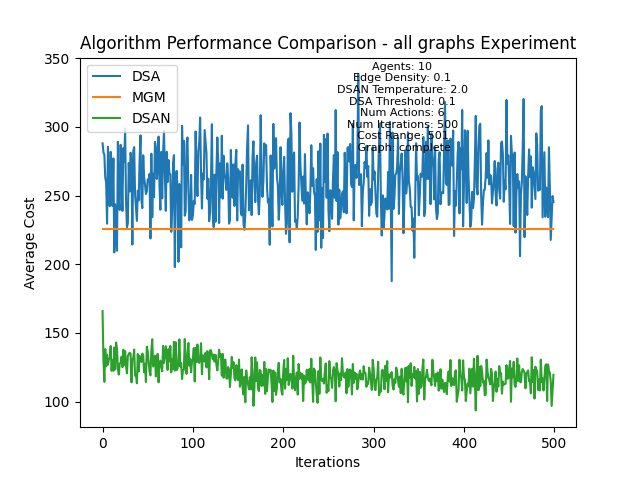 Algorithm Performance Comparison - all graphs Experiment
DSA
MGM
DSAN
Agents: 10
Edge Density: 0.1
DSAN Temperature: 2.0
DSA Threshold: 0.1
Num Actions: 6
Num Iterations: 500
Cost Range: 501
Graph: complete
Average Cost
350
300
250
200
150
100
0 100 200 300 400 500
Iterations